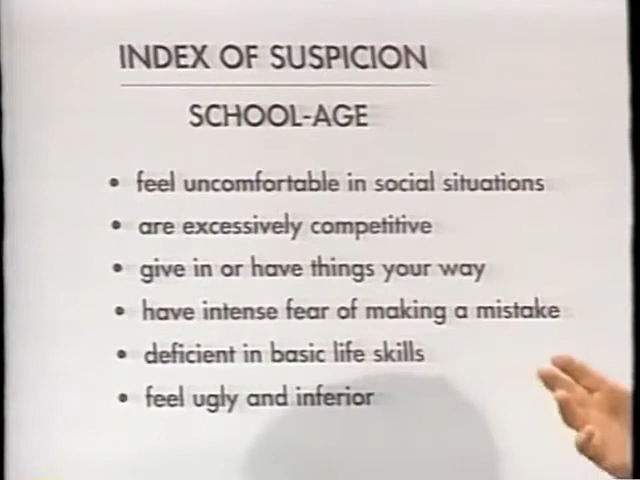 INDEX OF SUSPICION
SCHOOL-AGE
• feel uncomfortable in social situations
• are excessively competitive
• give in or have things your way
• have intense fear of making a mistake
• deficient in basic life skills
• feel ugly and inferior